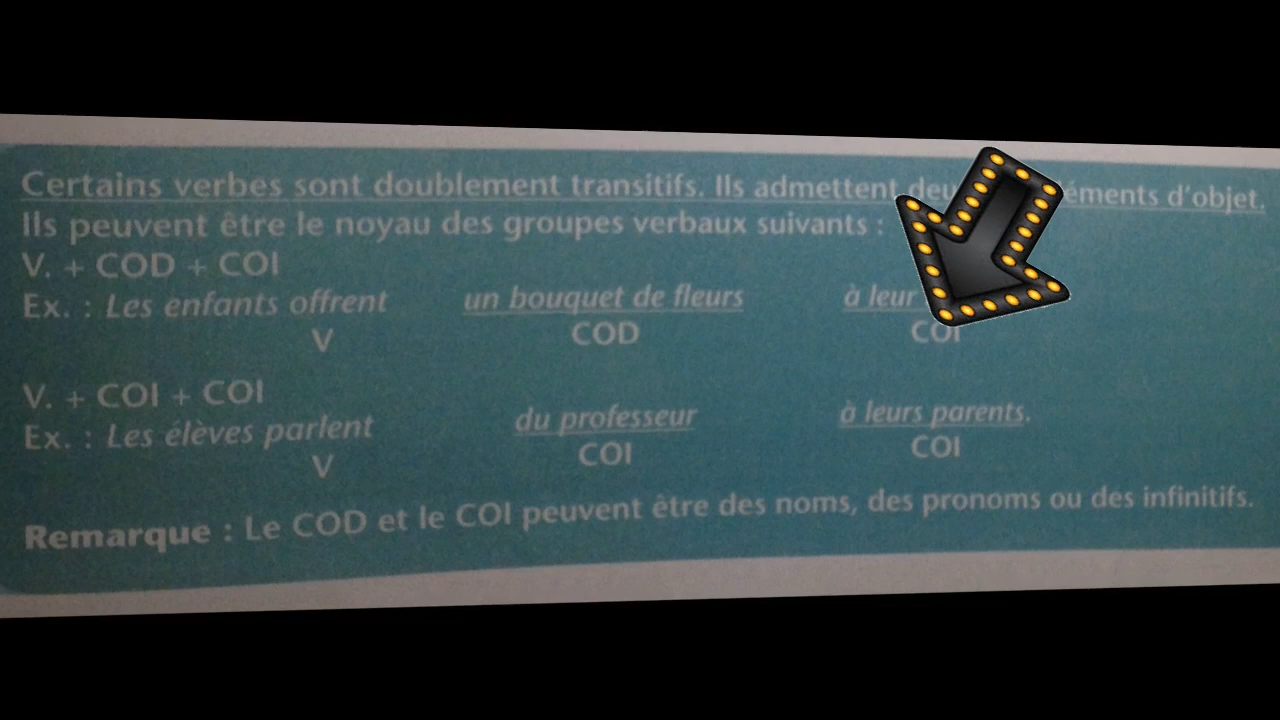 Certains verbes sont doublement transitifs. Ils admettent d'objet.
Ils peuvent être le noyau des groupes verbaux suivants :
V. + COD + COI
Ex. : Les enfants offrent un bouquet de fleurs à leur
V COD COI
V. + COI + COI
Ex. : Les élèves parlent du professeur à leurs parents.
V COI COI
Remarque : Le COD et le COI peuvent être des noms, des pronoms ou des infinitifs.